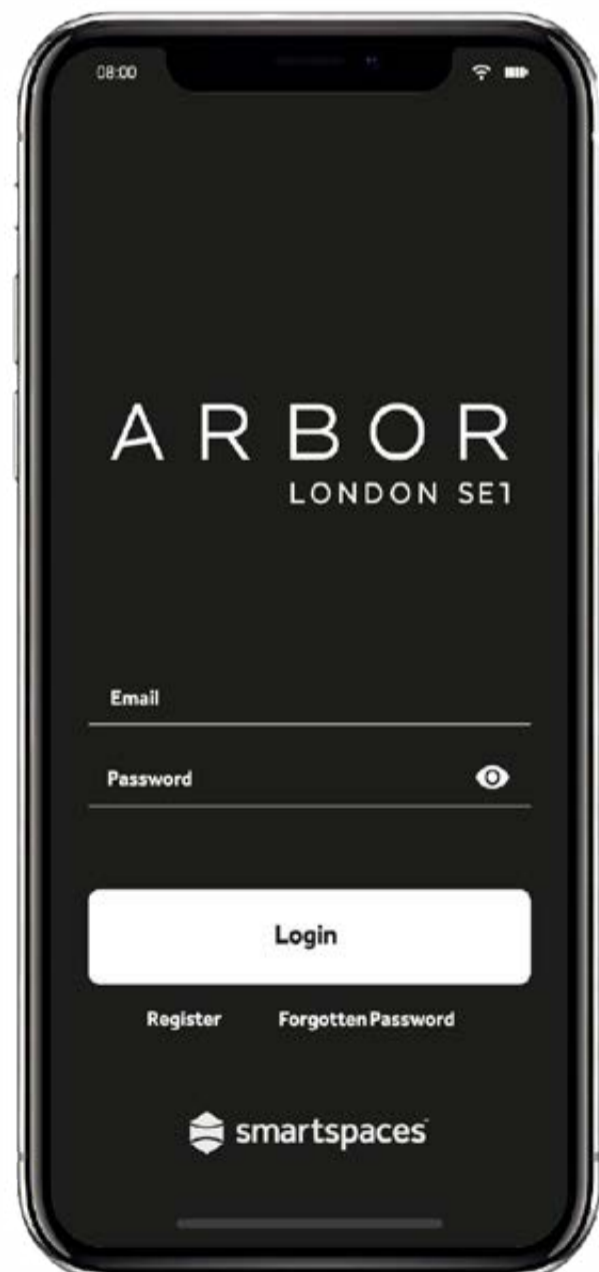 08:00
ARBOR
LONDON SE1
Email
Password
Login
Register Forgotten Password
smartspaces